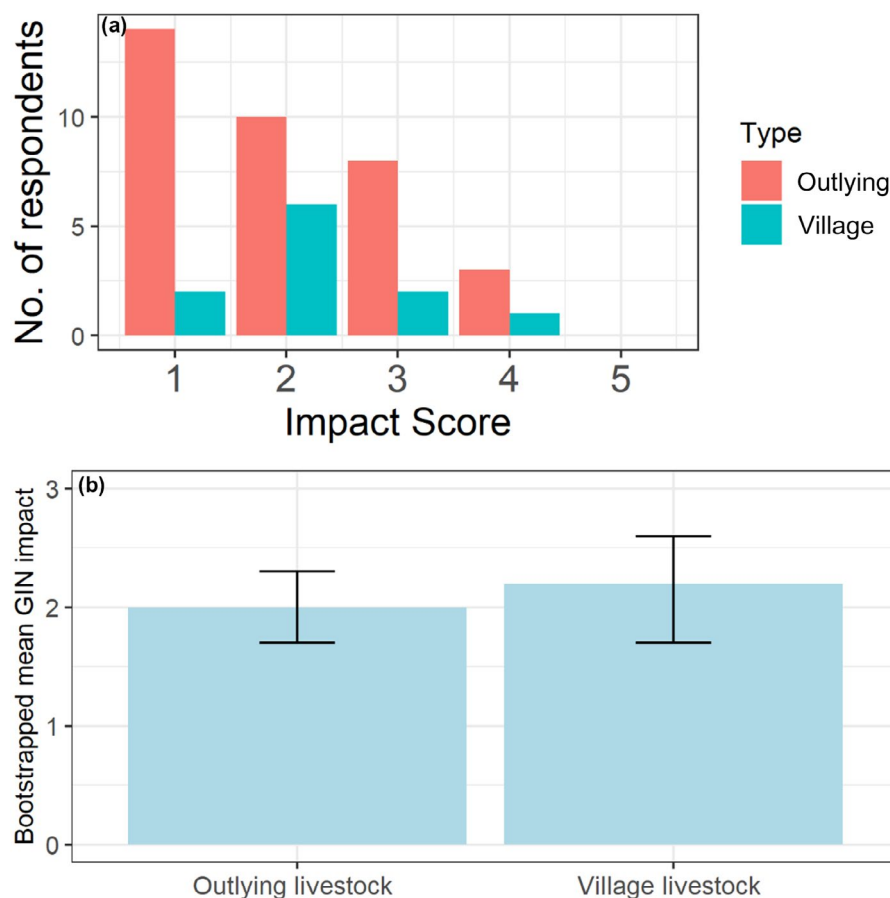 (a)
No. of respondents
10
5
0
1 2 3 4 5
Impact Score
Type
Outlying
Village
(b)
Bootstrapped mean GIN impact
3
2
1
0
Outlying livestock Village livestock